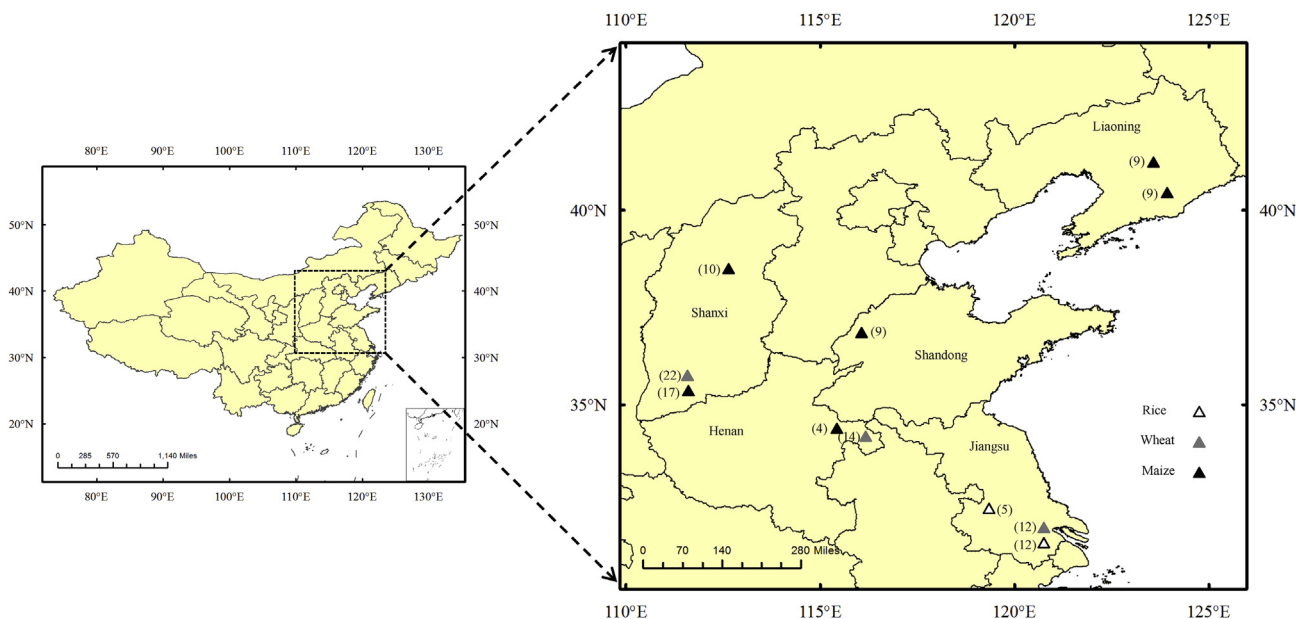 80°E 90°E 100°E 110°E 120°E 130°E
50°N 50°N
40°N 40°N
30°N 30°N
20°N 20°N
0 285 570 1,140 Miles
80°E 90°E 100°E 110°E 120°E 130°E
110°E 115°E 120°E 125°E
Liaoning
(9)
(9)
40°N 40°N
(10)
Shanxi
(9)
Shandong
(22)
(17)
35°N 35°N
Henan
(4)
(14)
Jiangsu
Rice
Wheat
Maize
(5)
(12)
(12)
0 70 140 280 Miles
110°E 115°E 120°E 125°E